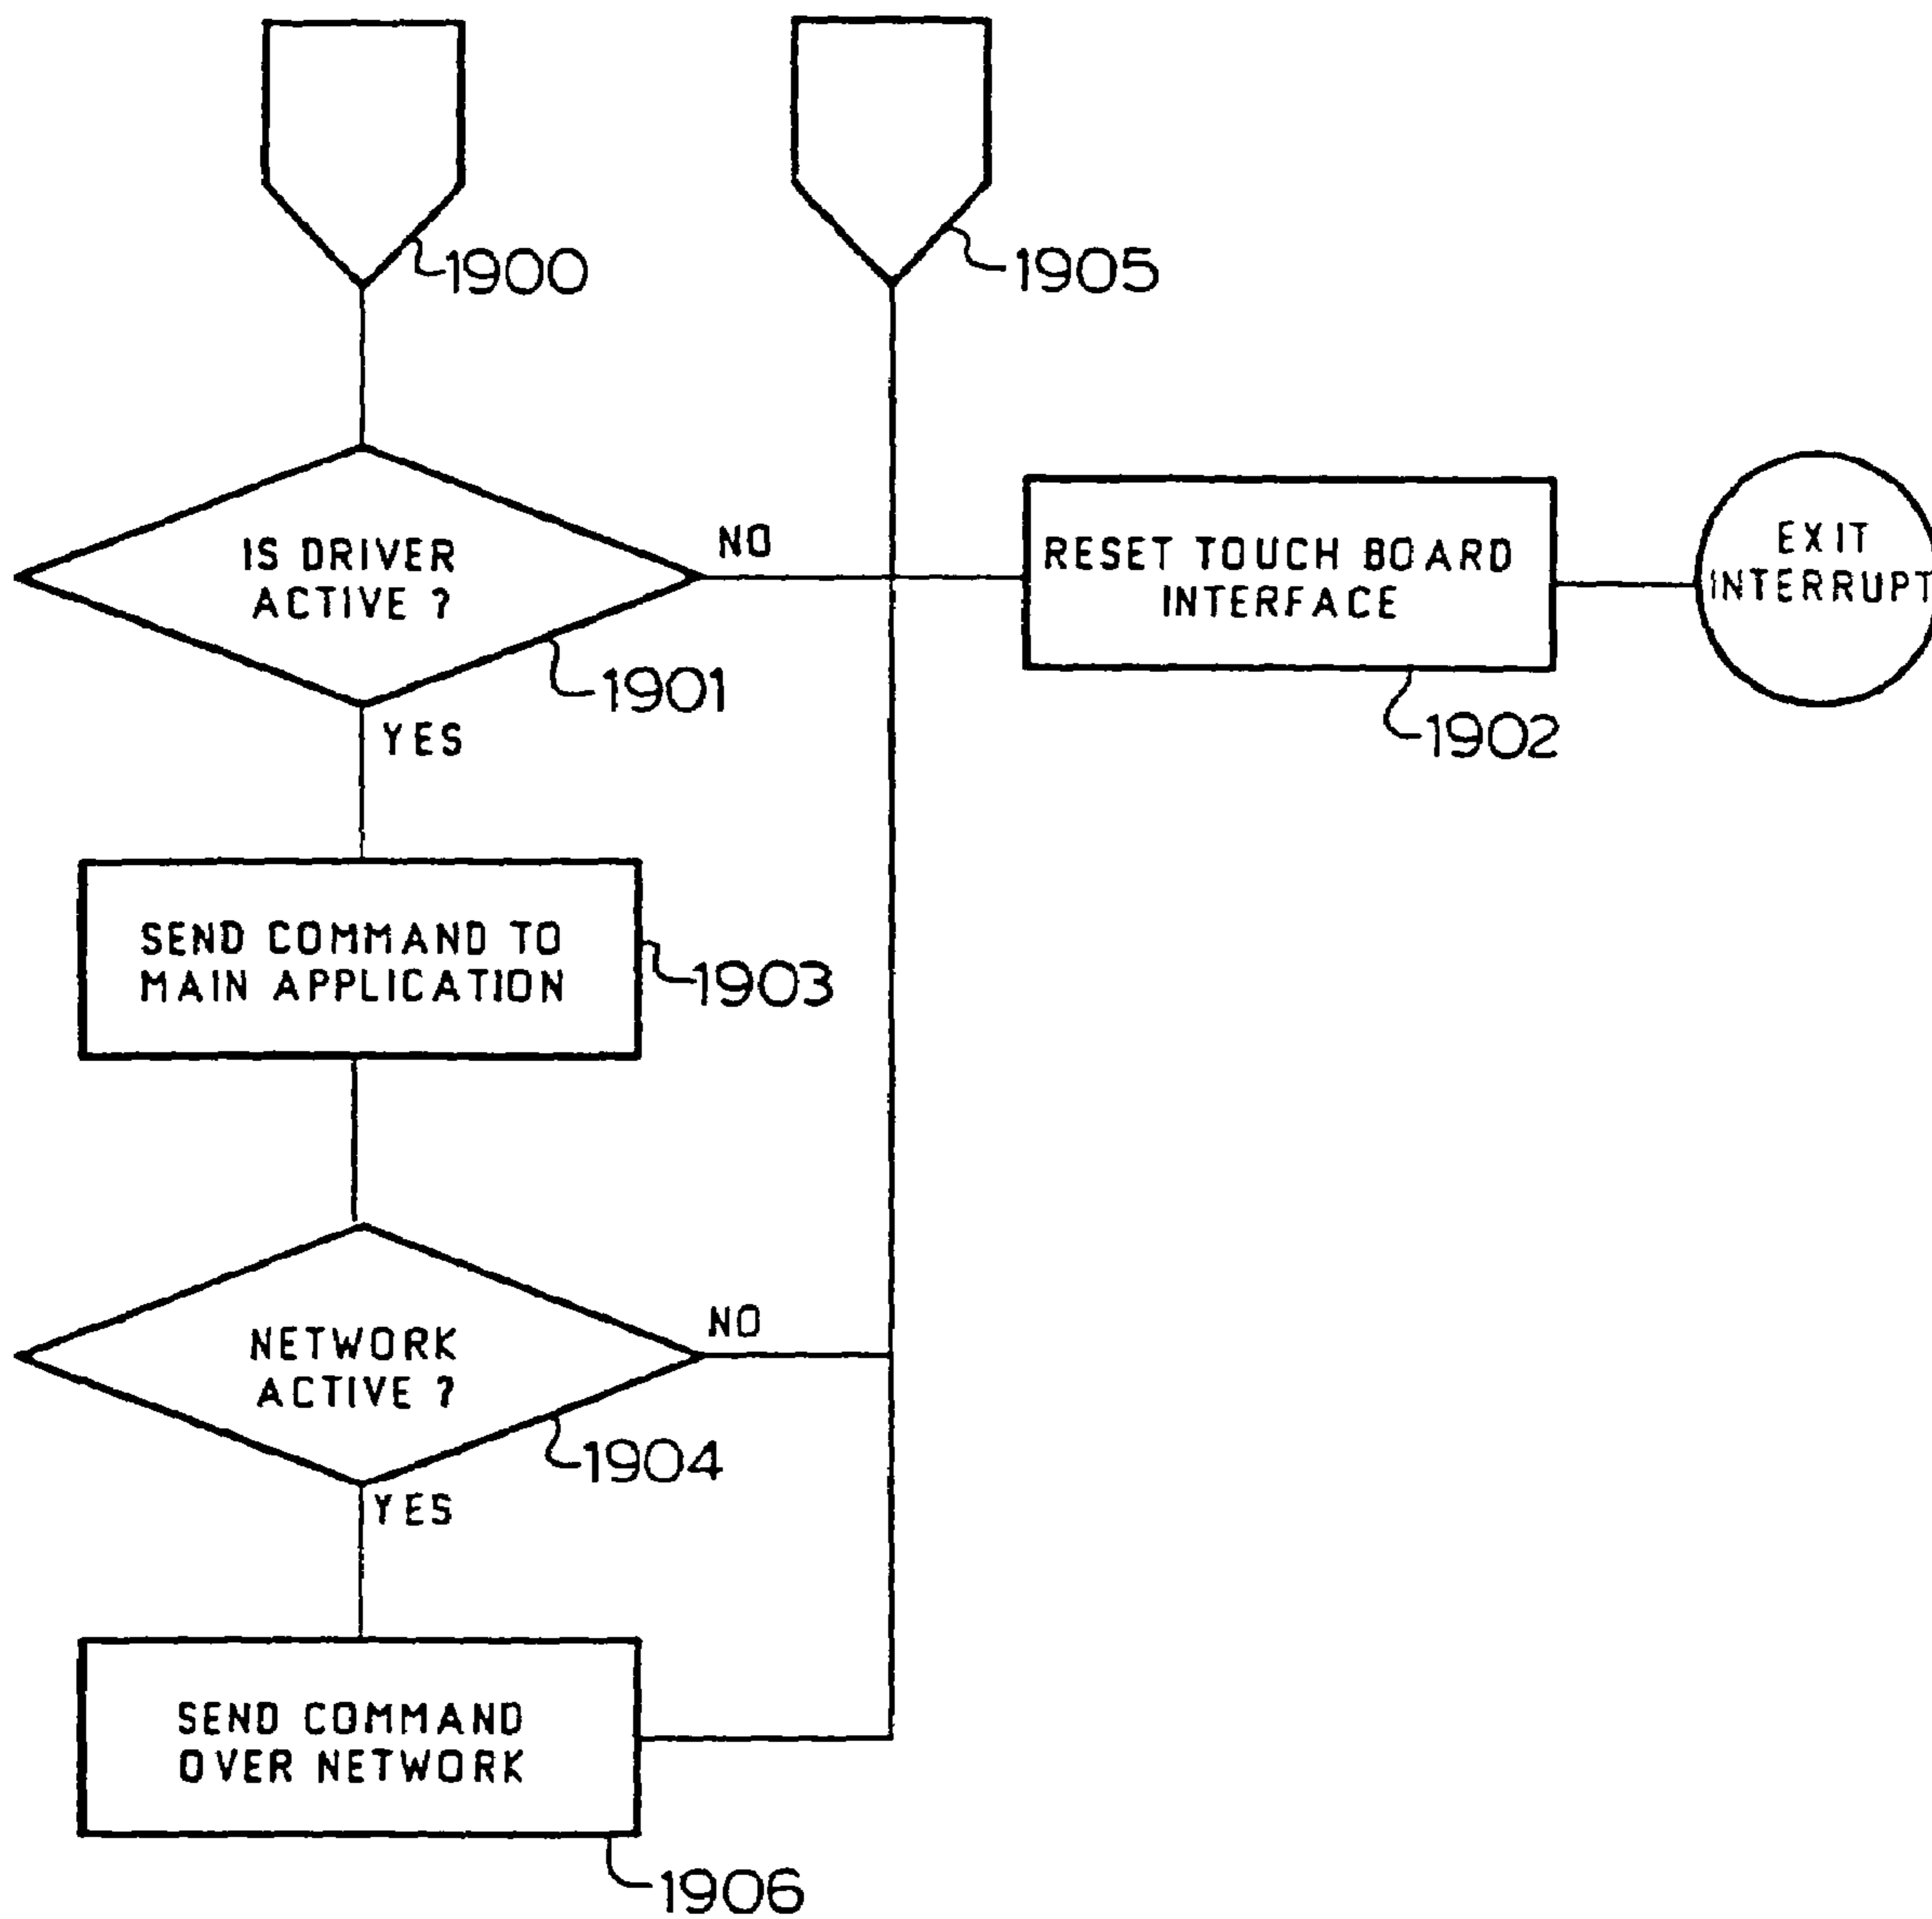 1900
1905
IS DRIVER
ACTIVE ?
NO
1901
YES
RESET TOUCH BOARD
INTERFACE
1902
EXIT
INTERRUPT
SEND COMMAND TO
MAIN APPLICATION
1903
NETWORK
ACTIVE ?
NO
1904
YES
SEND COMMAND
OVER NETWORK
1906